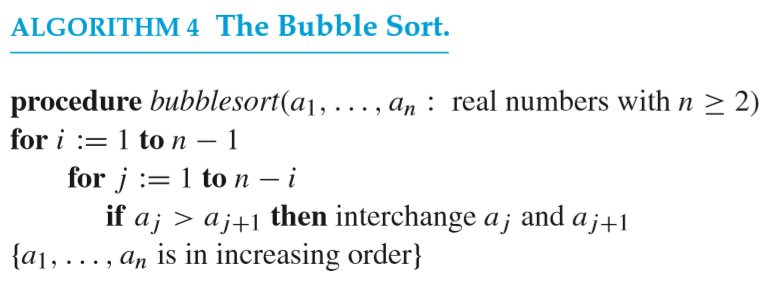 ALGORITHM 4 The Bubble Sort.
procedure bubblesort(a₁, . . . , aₙ : real numbers with n ≥ 2)
for i := 1 to n − 1
for j := 1 to n − i
if aⱼ > aⱼ₊₁ then interchange aⱼ and aⱼ₊₁
{a₁, . . . , aₙ is in increasing order}